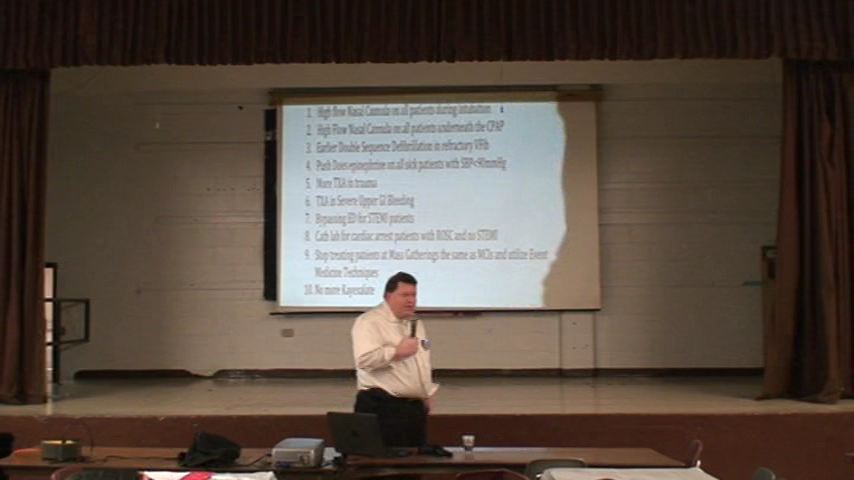 1. High flow Nasal Cannula on all patients during intubation
2. High Flow Nasal Cannula on all patients underneath the CPAP
3. Earlier Double Sequence Defibrillation in refractory VFib
4. Push Does epinephrine on all sick patients with SBP<90mmHg
5. More TXA in trauma
6. TXA in Severe Upper GI Bleeding
7. Bypassing ED for STEMI patients
8. Cath lab for cardiac arrest patients with ROSC and no STEMI
9. Stop treating patients at Mass Gatherings the same as MCIs and utilize Event
Medicine Techniques
10. No more Kayexalate